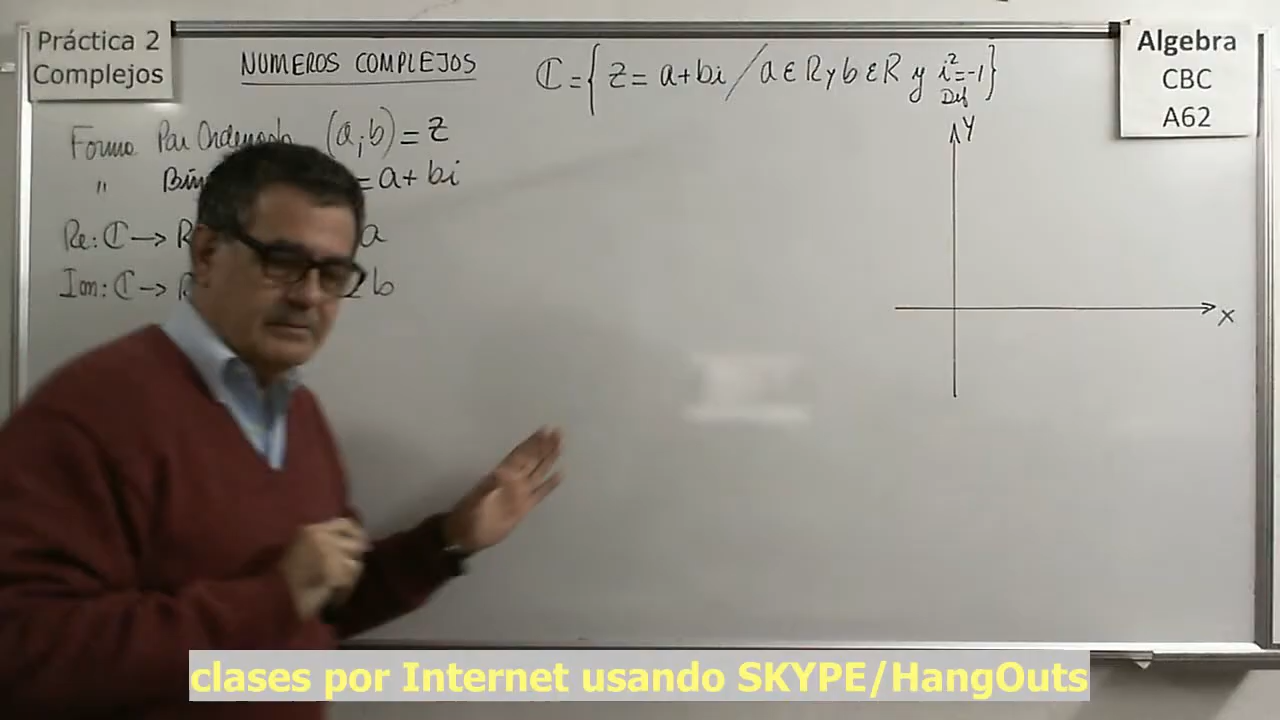 Práctica 2
Complejos
NUMEROS COMPLEJOS
ℂ = { z = a+bi / a ∈ R y b ∈ R y i² = -1 }
Def
Algebra
CBC
A62
Forma Par Ordenado (a;b) = z
" = a+bi
Re: ℂ → R a
Im: ℂ → b
y
x
clases por Internet usando SKYPE/HangOuts